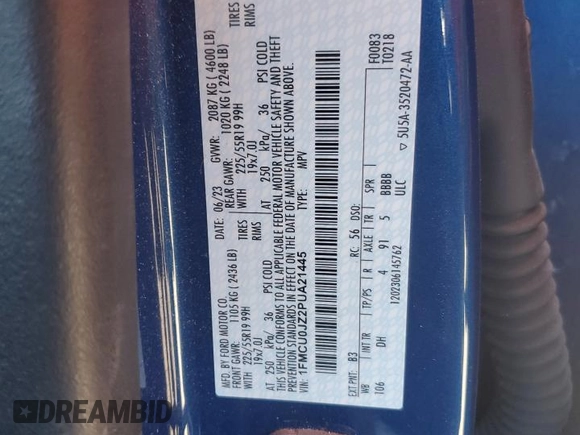 MFD. BY FORD MOTOR CO.
DATE: 06/23 GVWR: 2087 KG ( 4600 LB)
FRONT GAWR: 1105 KG ( 2436 LB) REAR GAWR: 1020 KG ( 2248 LB)
WITH 225/55R19 99H TIRES WITH 225/55R19 99H TIRES
19x7.0J RIMS 19x7.0J RIMS
AT 250 kPa/ 36 PSI COLD AT 250 kPa/ 36 PSI COLD
THIS VEHICLE CONFORMS TO ALL APPLICABLE FEDERAL MOTOR VEHICLE SAFETY AND THEFT
PREVENTION STANDARDS IN EFFECT ON THE DATE OF MANUFACTURE SHOWN ABOVE.
VIN: 1FMCU0JZ2PUA21445 TYPE: MPV
F0083
T0218
EXT PNT: B3 RC: 56 DSO:
WB INT TR TP/PS R AXLE TR SPR
106 DH 4 91 5 BBBB
ULC
1202306145762
▽ 5U5A-3520472-AA
DREAMBID